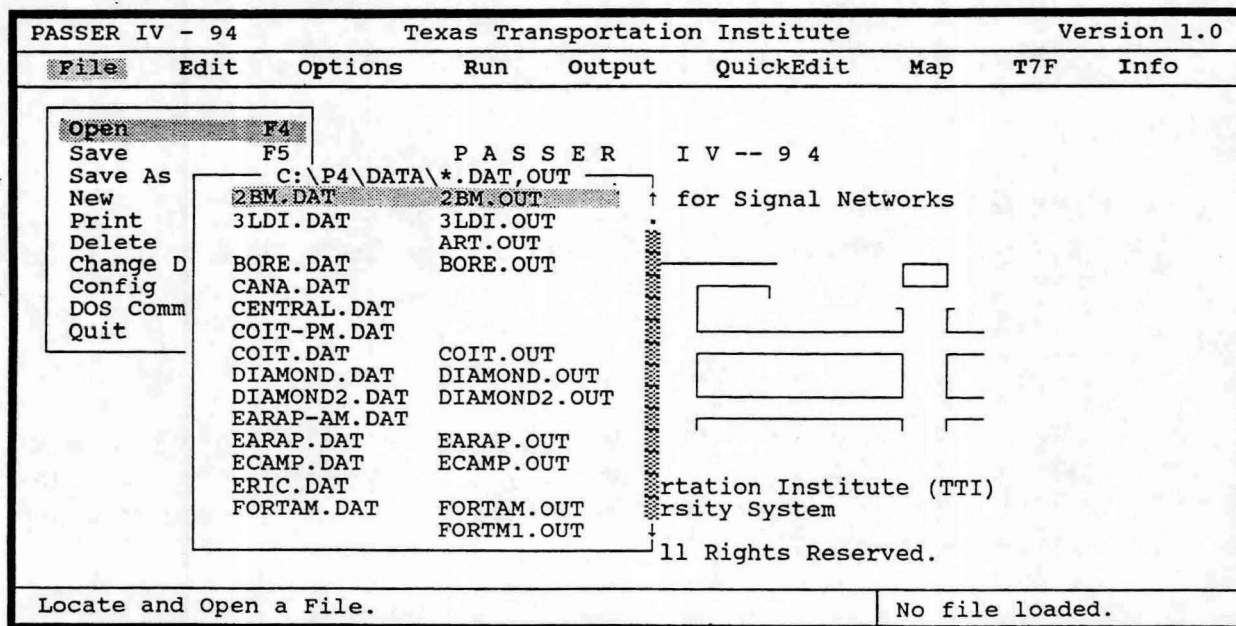 PASSER IV - 94 Texas Transportation Institute Version 1.0
File Edit Options Run Output QuickEdit Map T7F Info
Open F4
Save F5 P A S S E R I V -- 9 4
Save As C:\P4\DATA\*.DAT,OUT
New 2BM.DAT 2BM.OUT ↑ for Signal Networks
Print 3LDI.DAT 3LDI.OUT
Delete ART.OUT
Change D BORE.DAT BORE.OUT
Config CANA.DAT
DOS Comm CENTRAL.DAT
Quit COIT-PM.DAT
COIT.DAT COIT.OUT
DIAMOND.DAT DIAMOND.OUT
DIAMOND2.DAT DIAMOND2.OUT
EARAP-AM.DAT
EARAP.DAT EARAP.OUT
ECAMP.DAT ECAMP.OUT
ERIC.DAT rtation Institute (TTI)
FORTAM.DAT FORTAM.OUT rsity System
FORTM1.OUT ↓
ll Rights Reserved.
Locate and Open a File. No file loaded.